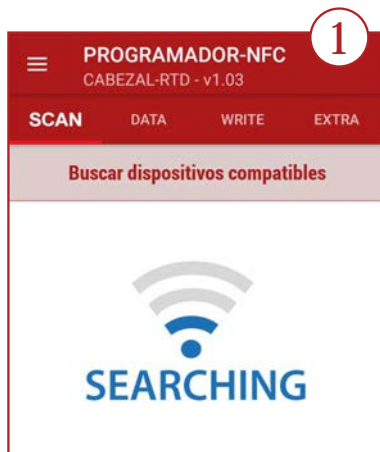 1
PROGRAMADOR-NFC
CABEZAL-RTD - v1.03
SCAN DATA WRITE EXTRA
Buscar dispositivos compatibles
SEARCHING